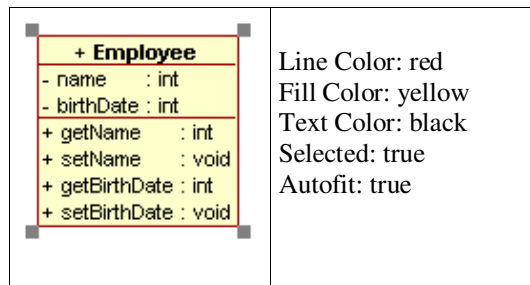 + Employee
- name : int
- birthDate : int
+ getName : int
+ setName : void
+ getBirthDate : int
+ setBirthDate : void
Line Color: red
Fill Color: yellow
Text Color: black
Selected: true
Autofit: true